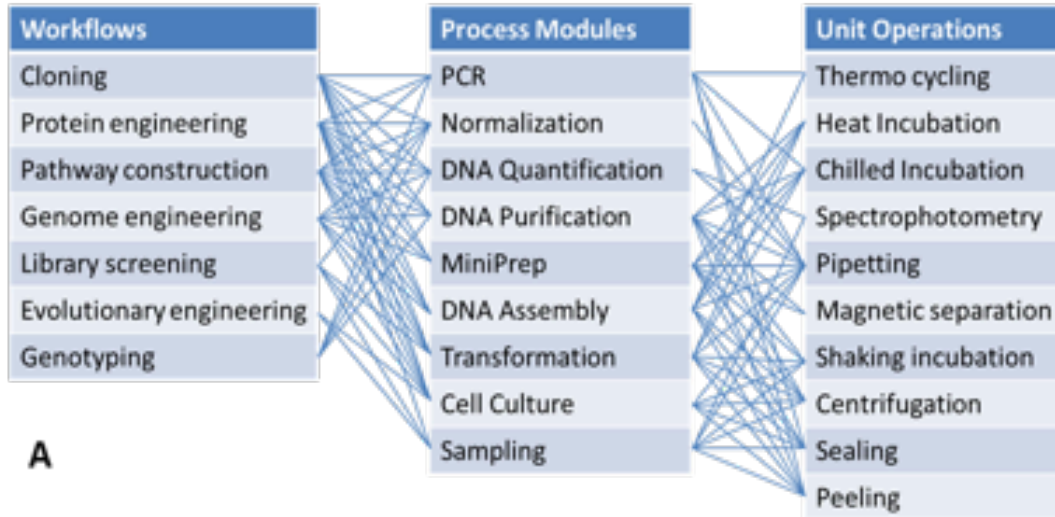 Workflows
Cloning
Protein engineering
Pathway construction
Genome engineering
Library screening
Evolutionary engineering
Genotyping
Process Modules
PCR
Normalization
DNA Quantification
DNA Purification
MiniPrep
DNA Assembly
Transformation
Cell Culture
Sampling
Unit Operations
Thermo cycling
Heat Incubation
Chilled Incubation
Spectrophotometry
Pipetting
Magnetic separation
Shaking incubation
Centrifugation
Sealing
Peeling
A